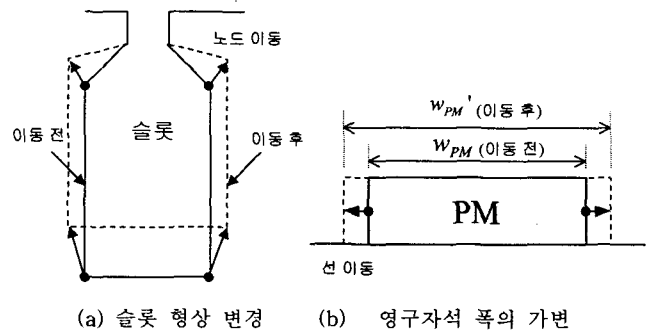 노드 이동
이동 전
슬롯
이동 후
(a) 슬롯 형상 변경
w_PM' (이동 후)
w_PM (이동 전)
PM
선 이동
(b) 영구자석 폭의 가변